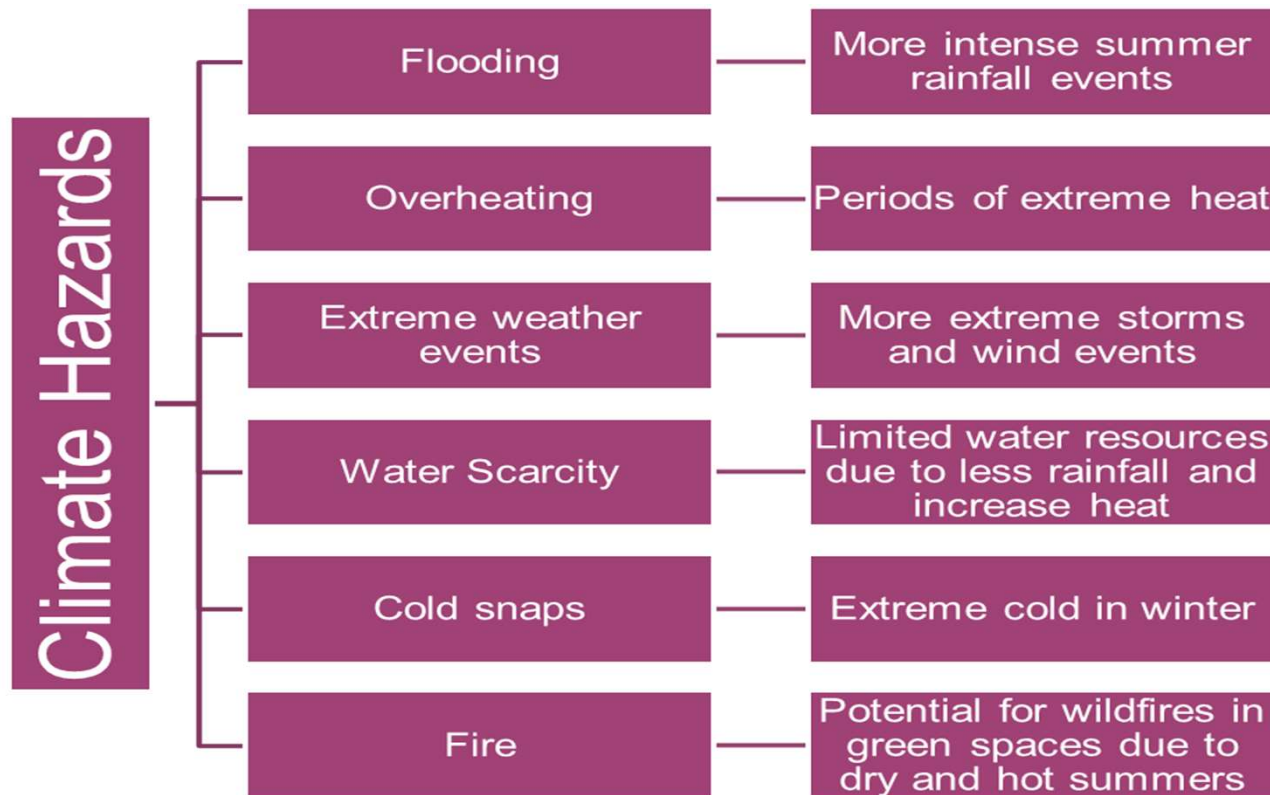 Climate Hazards
Flooding
More intense summer
rainfall events
Overheating
Periods of extreme heat
Extreme weather
events
More extreme storms
and wind events
Water Scarcity
Limited water resources
due to less rainfall and
increase heat
Cold snaps
Extreme cold in winter
Fire
Potential for wildfires in
green spaces due to
dry and hot summers